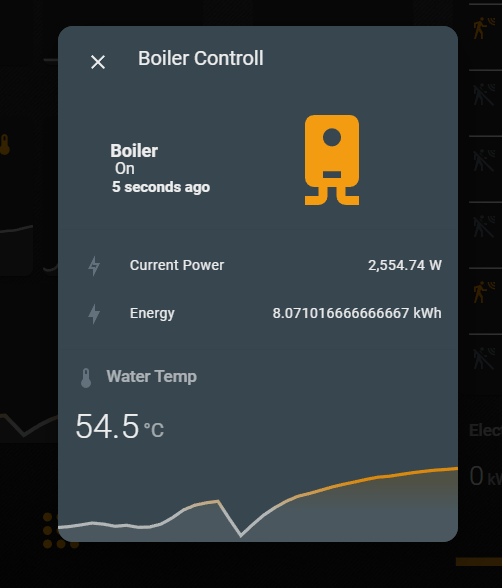 Boiler Controll
Boiler
On
5 seconds ago
Current Power 2,554.74 W
Energy 8.071016666666667 kWh
Water Temp
54.5 °C
Elec
0 kW